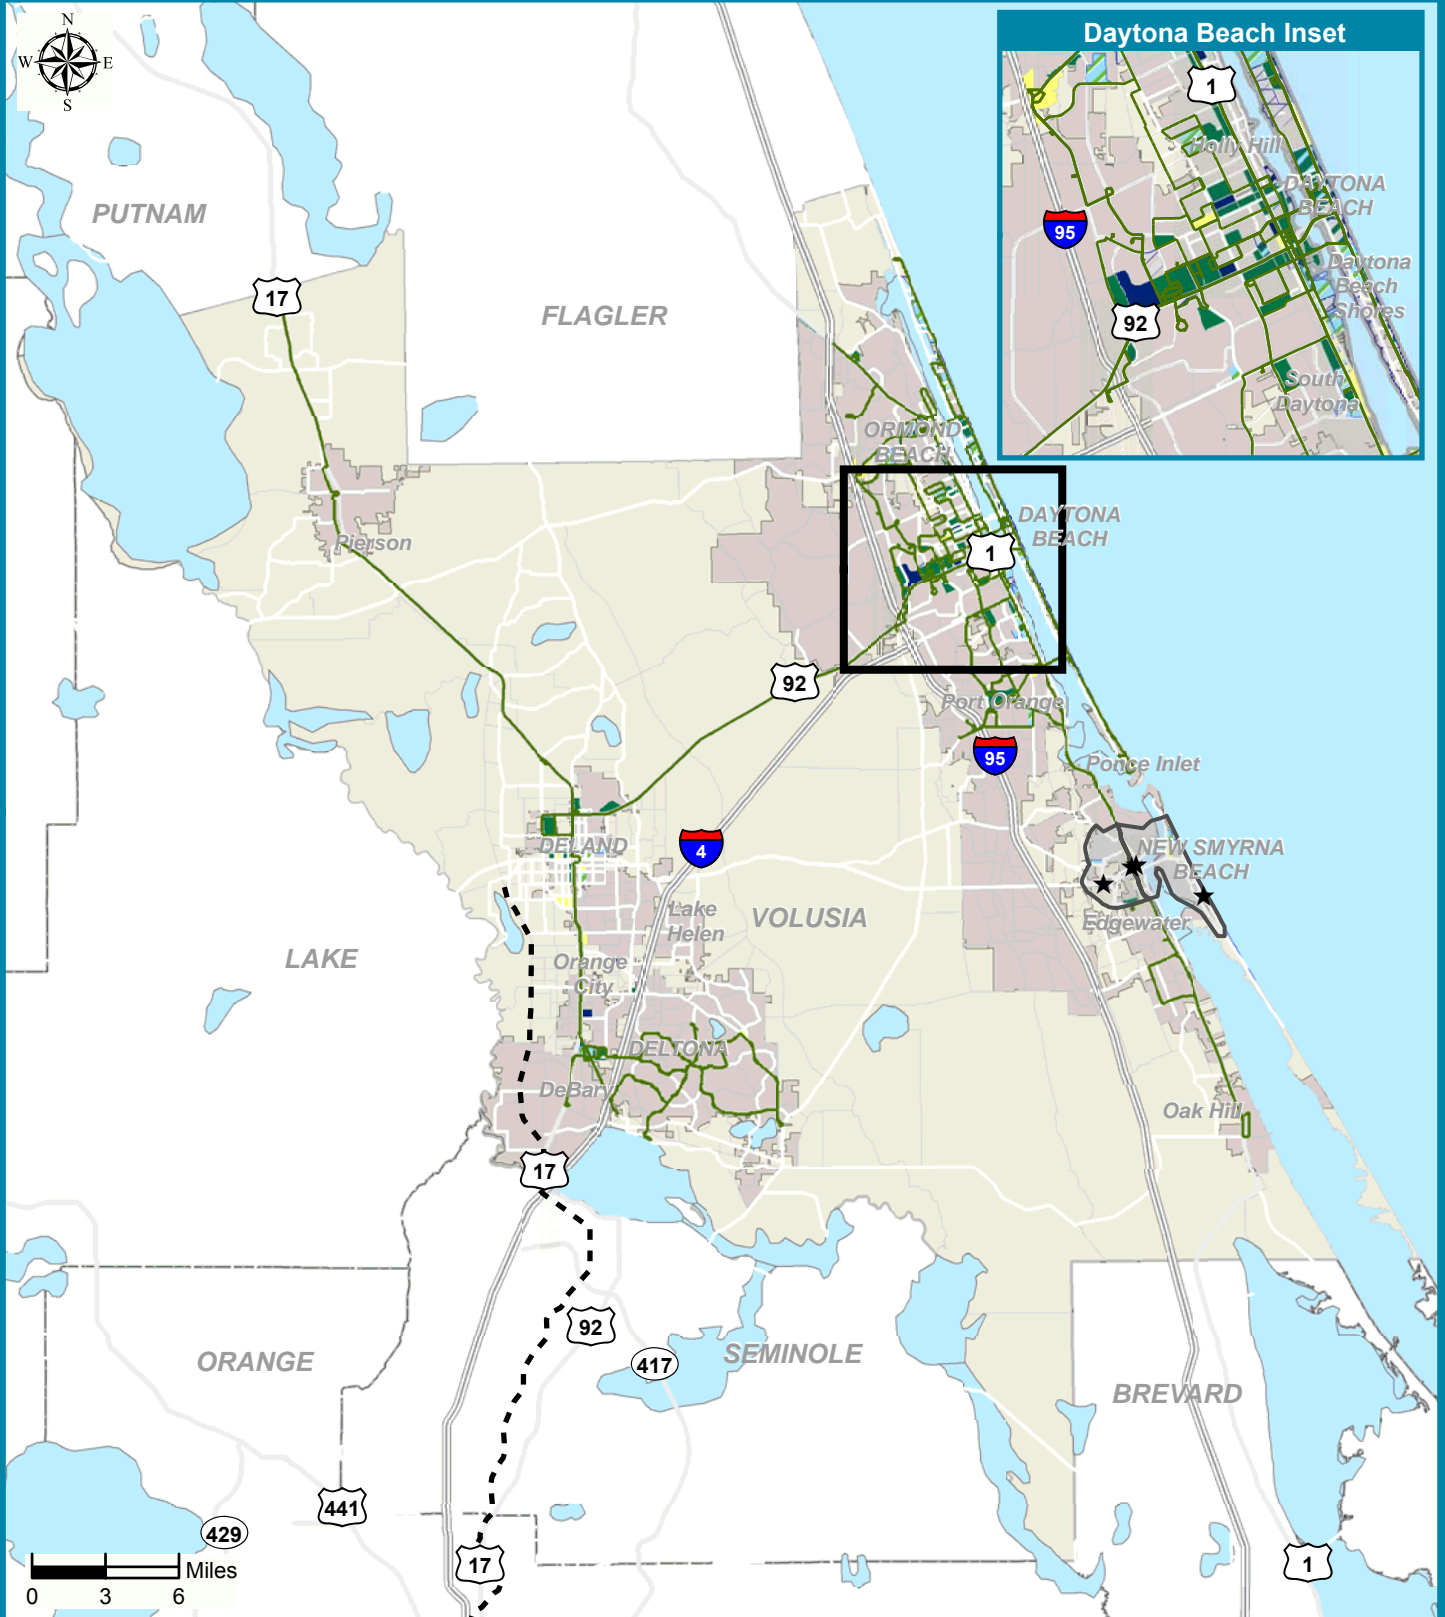 N
W
E
S
Daytona Beach Inset
1
Holly Hill
DAYTONA
BEACH
95
Daytona
Beach
Shores
92
South
Daytona
PUTNAM
17
FLAGLER
ORMOND
BEACH
DAYTONA
BEACH
1
Pierson
92
Port Orange
95
Ponce Inlet
DELAND
4
NEW SMYRNA
BEACH
Lake
Helen
VOLUSIA
Edgewater
LAKE
Orange
City
DELTONA
DeBary
Oak Hill
17
92
ORANGE
417
SEMINOLE
BREVARD
441
429
17
1
Miles
0 3 6